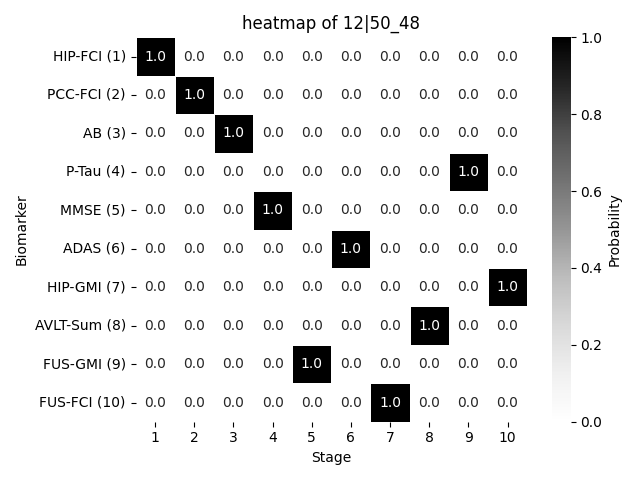 heatmap of 12|50_48
HIP-FCI (1) 1.0 0.0 0.0 0.0 0.0 0.0 0.0 0.0 0.0 0.0
PCC-FCI (2) 0.0 1.0 0.0 0.0 0.0 0.0 0.0 0.0 0.0 0.0
AB (3) 0.0 0.0 1.0 0.0 0.0 0.0 0.0 0.0 0.0 0.0
P-Tau (4) 0.0 0.0 0.0 0.0 0.0 0.0 0.0 0.0 1.0 0.0
MMSE (5) 0.0 0.0 0.0 1.0 0.0 0.0 0.0 0.0 0.0 0.0
ADAS (6) 0.0 0.0 0.0 0.0 0.0 1.0 0.0 0.0 0.0 0.0
HIP-GMI (7) 0.0 0.0 0.0 0.0 0.0 0.0 0.0 0.0 0.0 1.0
AVLT-Sum (8) 0.0 0.0 0.0 0.0 0.0 0.0 0.0 1.0 0.0 0.0
FUS-GMI (9) 0.0 0.0 0.0 0.0 1.0 0.0 0.0 0.0 0.0 0.0
FUS-FCI (10) 0.0 0.0 0.0 0.0 0.0 0.0 1.0 0.0 0.0 0.0
1 2 3 4 5 6 7 8 9 10
Stage
Biomarker
1.0
0.8
0.6
0.4
0.2
0.0
Probability